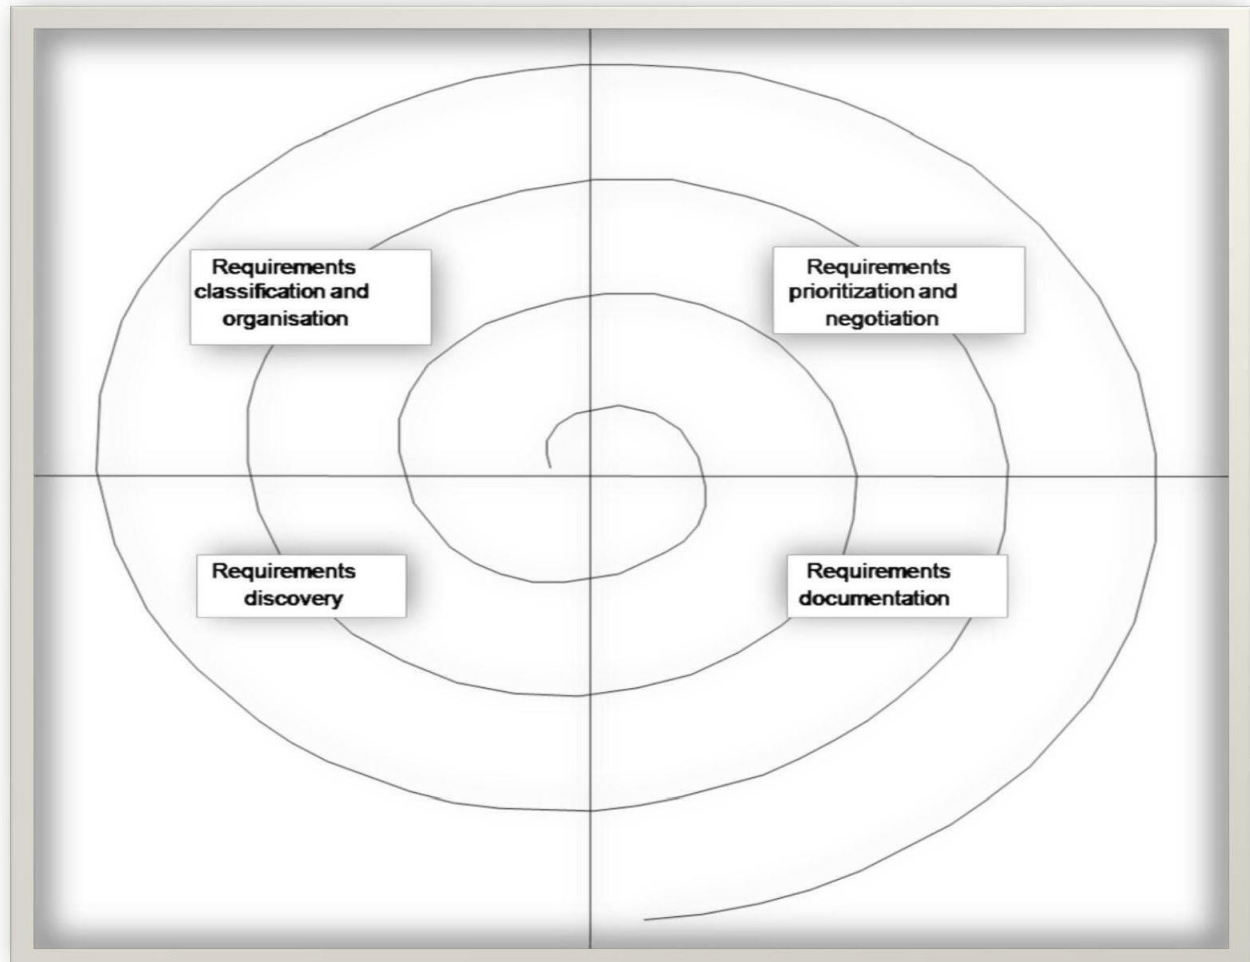 Requirements
classification and
organisation
Requirements
prioritization and
negotiation
Requirements
discovery
Requirements
documentation